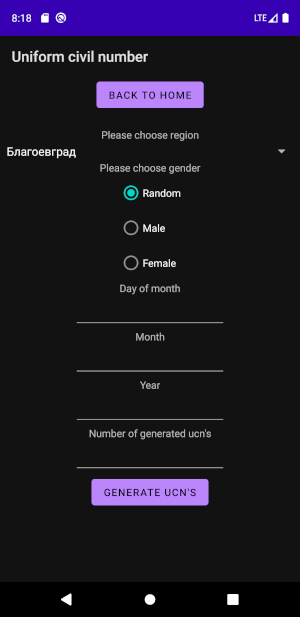 8:18 LTE
Uniform civil number
BACK TO HOME
Please choose region
Благоевград
Please choose gender
Random
Male
Female
Day of month
Month
Year
Number of generated ucn's
GENERATE UCN'S